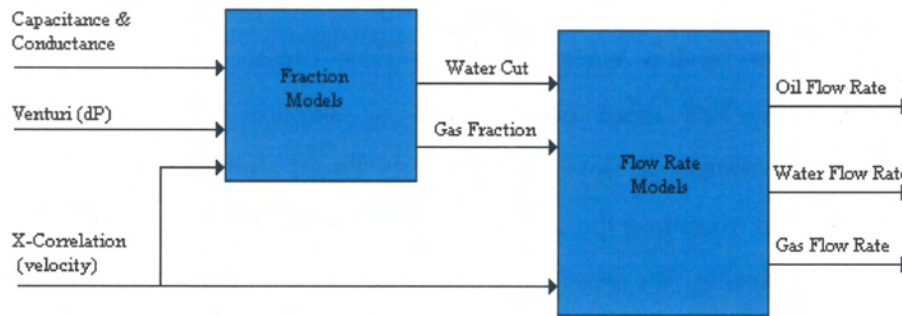 Capacitance &
Conductance
Venturi (dP)
X-Correlation
(velocity)
Fraction
Models
Water Cut
Gas Fraction
Flow Rate
Models
Oil Flow Rate
Water Flow Rate
Gas Flow Rate